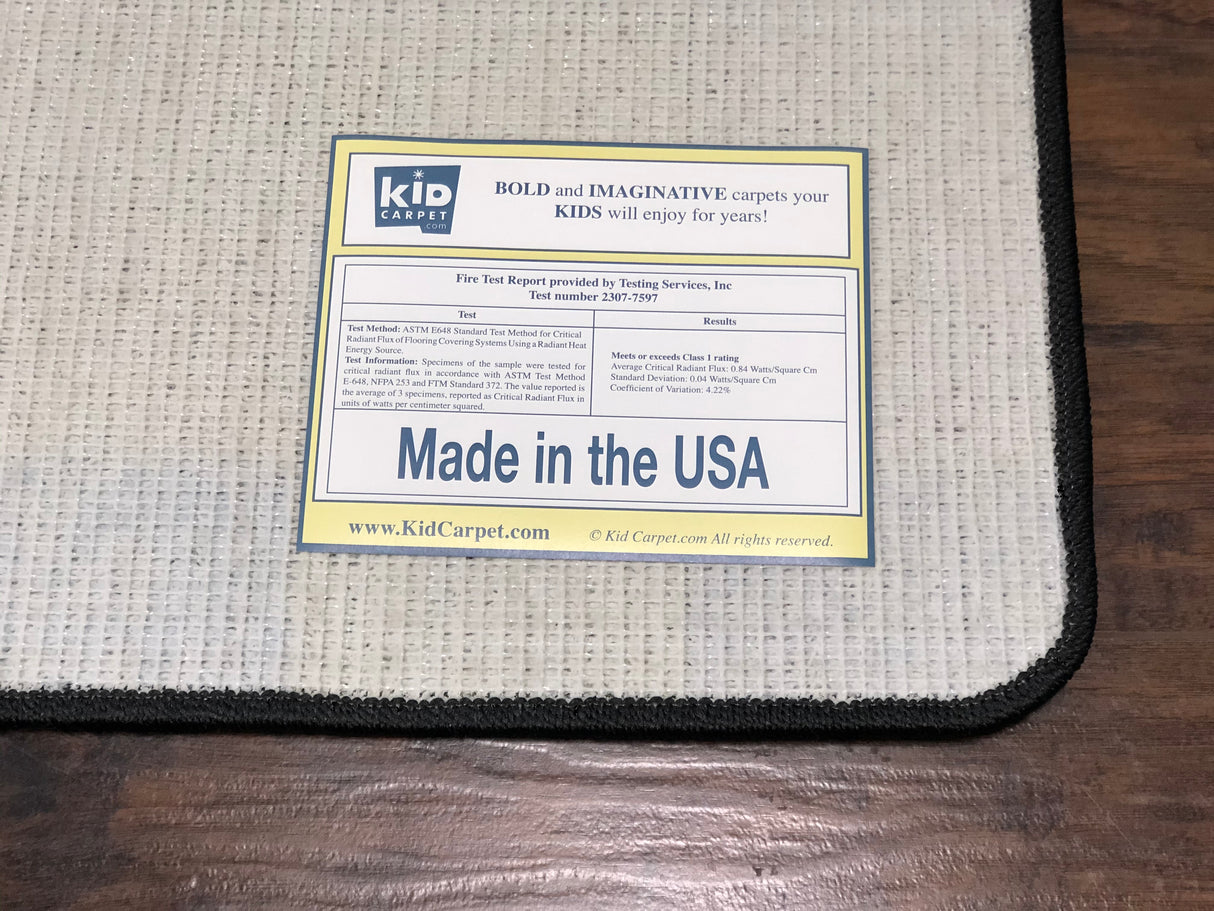 KID
CARPET
.com
BOLD and IMAGINATIVE carpets your
KIDS will enjoy for years!
Fire Test Report provided by Testing Services, Inc
Test number 2307-7597
Test
Results
Test Method: ASTM E648 Standard Test Method for Critical
Radiant Flux of Flooring Covering Systems Using a Radiant Heat
Energy Source.
Test Information: Specimens of the sample were tested for
critical radiant flux in accordance with ASTM Test Method
E-648, NFPA 253 and FTM Standard 372. The value reported is
the average of 3 specimens, reported as Critical Radiant Flux in
units of watts per centimeter squared.
Meets or exceeds Class 1 rating
Average Critical Radiant Flux: 0.84 Watts/Square Cm
Standard Deviation: 0.04 Watts/Square Cm
Coefficient of Variation: 4.22%
Made in the USA
www.KidCarpet.com
© Kid Carpet.com All rights reserved.